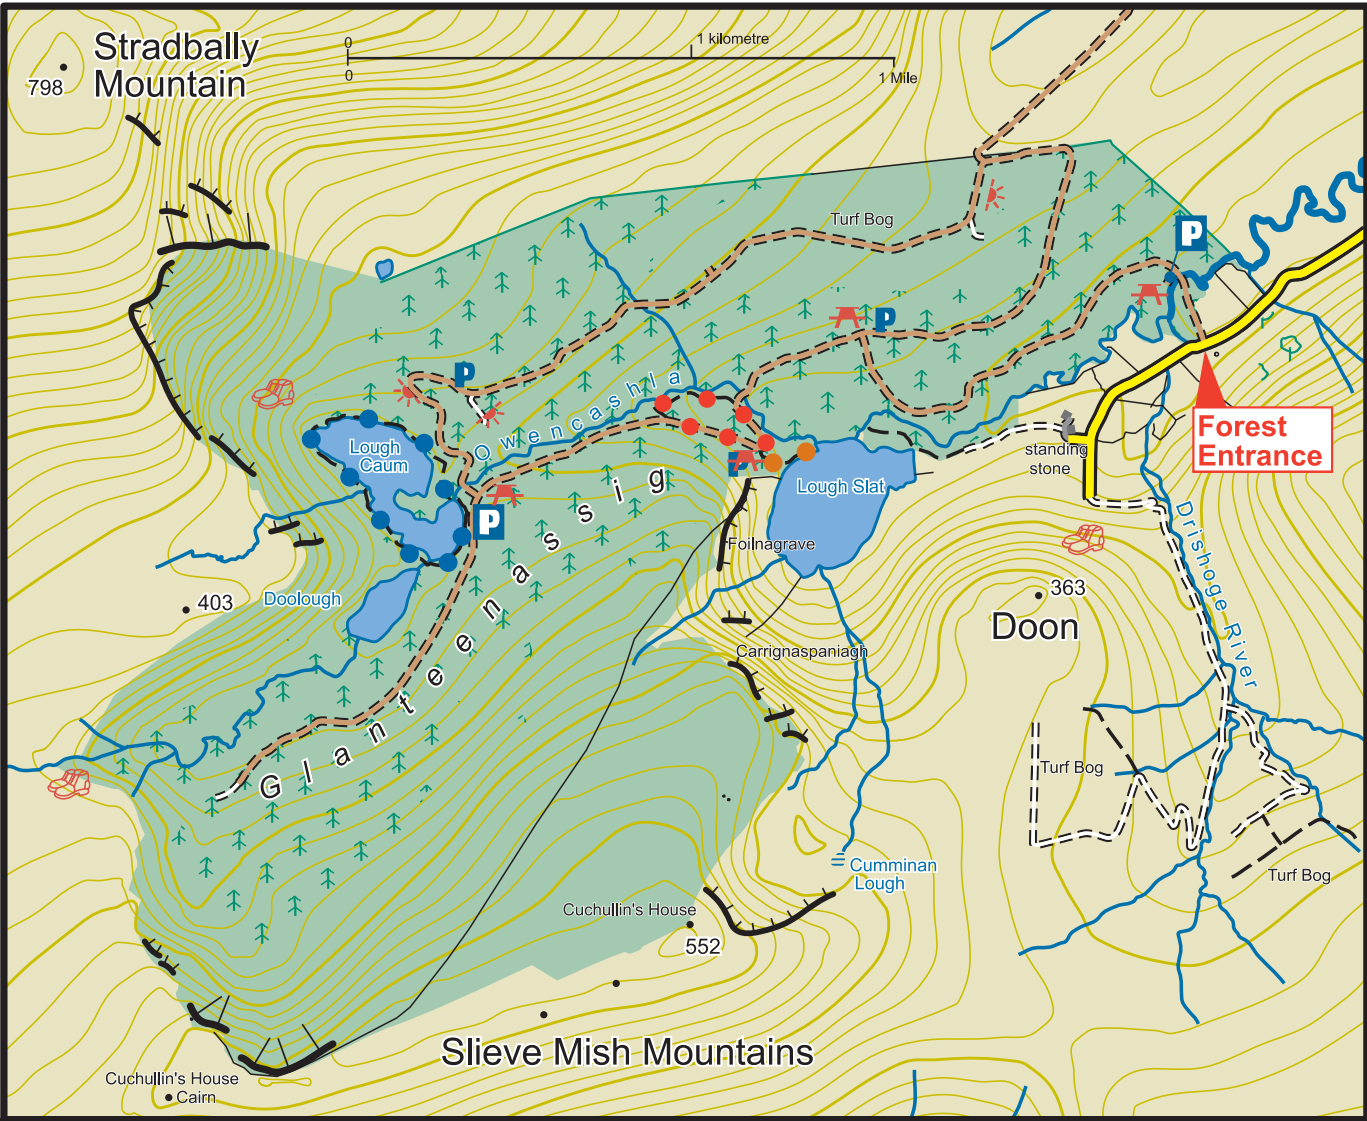 Stradbally
Mountain
798
0
1 kilometre
0
1 Mile
Turf Bog
P
P
P
Owencashla
Forest
Entrance
Lough
Caum
standing
stone
P
Lough Slat
P
Glanteenassig
Foilnagrave
Drishoge River
403
Doolough
363
Doon
Carrignaspaniagh
Turf Bog
Cumminan
Lough
Turf Bog
Cuchullin's House
552
Slieve Mish Mountains
Cuchullin's House
Cairn